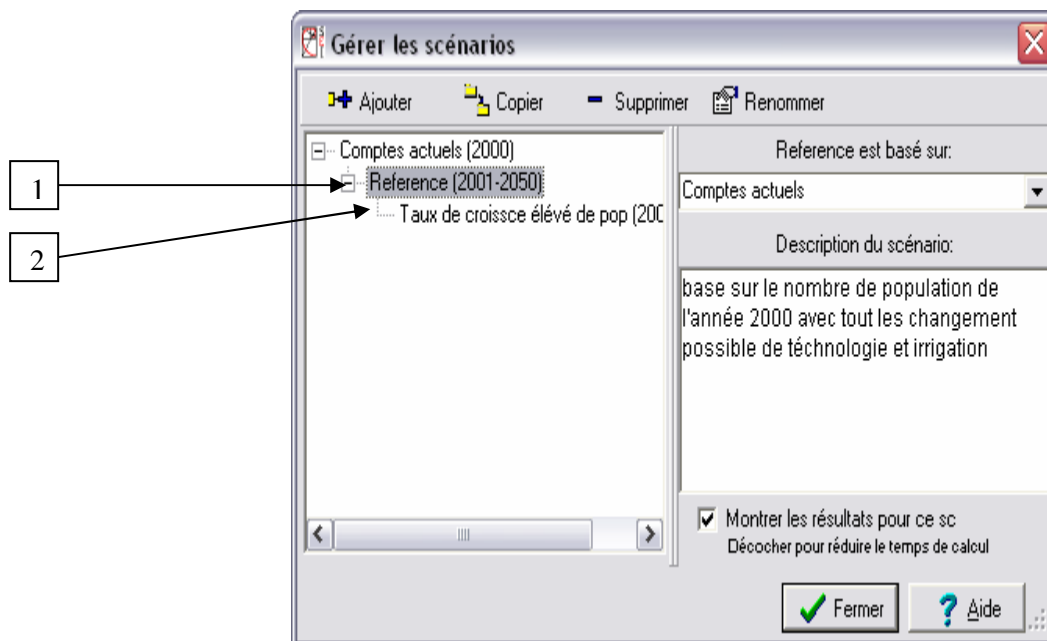 Gérer les scénarios
Ajouter Copier Supprimer Renommer
Comptes actuels (2000)
Reference (2001-2050)
Taux de croissce élévé de pop (200
1
2
Reference est basé sur:
Comptes actuels
Description du scénario:
base sur le nombre de population de
l'année 2000 avec tout les changement
possible de téchnologie et irrigation
Montrer les résultats pour ce sc
Décocher pour réduire le temps de calcul
Fermer
? Aide